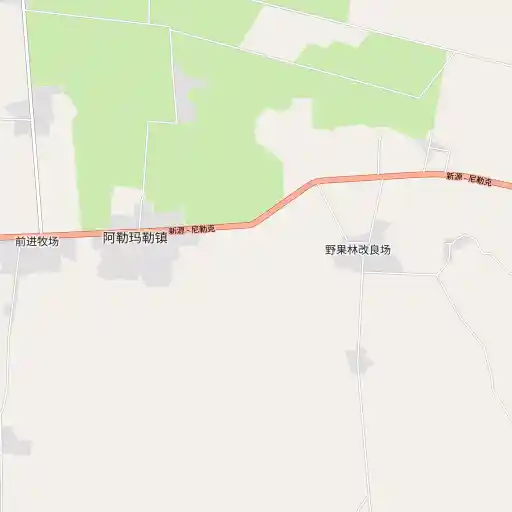 新源 - 尼勒克
新源 - 尼勒克
阿勒玛勒镇
前进牧场
野果林改良场